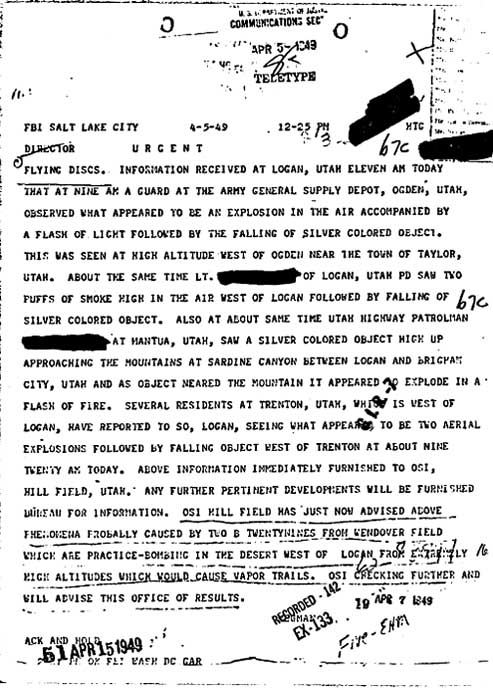 COMMUNICATIONS SEC
APR 5 - 1949
TELETYPE
FBI SALT LAKE CITY 4-5-49 12-25 PM HTG
DIRECTOR URGENT
b7C
FLYING DISCS. INFORMATION RECEIVED AT LOGAN, UTAH ELEVEN AM TODAY
THAT AT NINE AM A GUARD AT THE ARMY GENERAL SUPPLY DEPOT, OGDEN, UTAH,
OBSERVED WHAT APPEARED TO BE AN EXPLOSION IN THE AIR ACCOMPANIED BY
A FLASH OF LIGHT FOLLOWED BY THE FALLING OF SILVER COLORED OBJECT.
THIS WAS SEEN AT HIGH ALTITUDE WEST OF OGDEN NEAR THE TOWN OF TAYLOR,
UTAH. ABOUT THE SAME TIME LT. OF LOGAN, UTAH PD SAW TWO
PUFFS OF SMOKE HIGH IN THE AIR WEST OF LOGAN FOLLOWED BY FALLING OF
b7C
SILVER COLORED OBJECT. ALSO AT ABOUT SAME TIME UTAH HIGHWAY PATROLMAN
AT MANTUA, UTAH, SAW A SILVER COLORED OBJECT HIGH UP
APPROACHING THE MOUNTAINS AT SARDINE CANYON BETWEEN LOGAN AND BRIGHAM
CITY, UTAH AND AS OBJECT NEARED THE MOUNTAIN IT APPEARED TO EXPLODE IN A
FLASH OF FIRE. SEVERAL RESIDENTS AT TRENTON, UTAH, WHICH IS WEST OF
LOGAN, HAVE REPORTED TO SO, LOGAN, SEEING WHAT APPEARED TO BE TWO AERIAL
EXPLOSIONS FOLLOWED BY FALLING OBJECT WEST OF TRENTON AT ABOUT NINE
TWENTY AM TODAY. ABOVE INFORMATION IMMEDIATELY FURNISHED TO OSI,
HILL FIELD, UTAH. ANY FURTHER PERTINENT DEVELOPMENTS WILL BE FURNISHED
BUREAU FOR INFORMATION. OSI HILL FIELD HAS JUST NOW ADVISED ABOVE
PHENOMENA PROBABLY CAUSED BY TWO B TWENTYNINES FROM WENDOVER FIELD
WHICH ARE PRACTICE-BOMBING IN THE DESERT WEST OF LOGAN FROM EXTREMELY
HIGH ALTITUDES WHICH WOULD CAUSE VAPOR TRAILS. OSI CHECKING FURTHER AND
WILL ADVISE THIS OFFICE OF RESULTS.
RECORDED - 142
EX-133
19 APR 7 1949
ACK AND HOLD
51 APR 15 1949
OK FBI WASH DC GAR